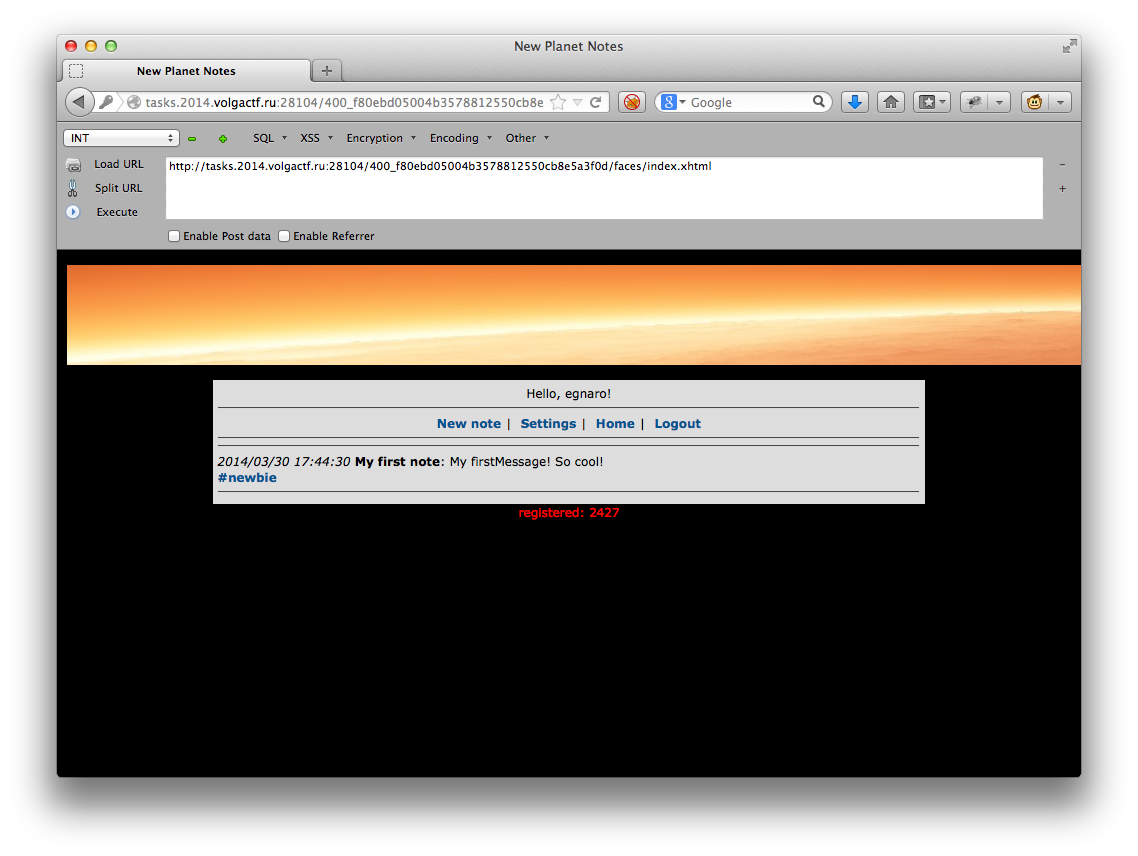 New Planet Notes
New Planet Notes
tasks.2014.volgactf.ru:28104/400_f80ebd05004b3578812550cb8e
Google
INT
SQL XSS Encryption Encoding Other
Load URL
http://tasks.2014.volgactf.ru:28104/400_f80ebd05004b3578812550cb8e5a3f0d/faces/index.xhtml
Split URL
Execute
Enable Post data Enable Referrer
Hello, egnaro!
New note | Settings | Home | Logout
2014/03/30 17:44:30 My first note: My firstMessage! So cool!
#newbie
registered: 2427